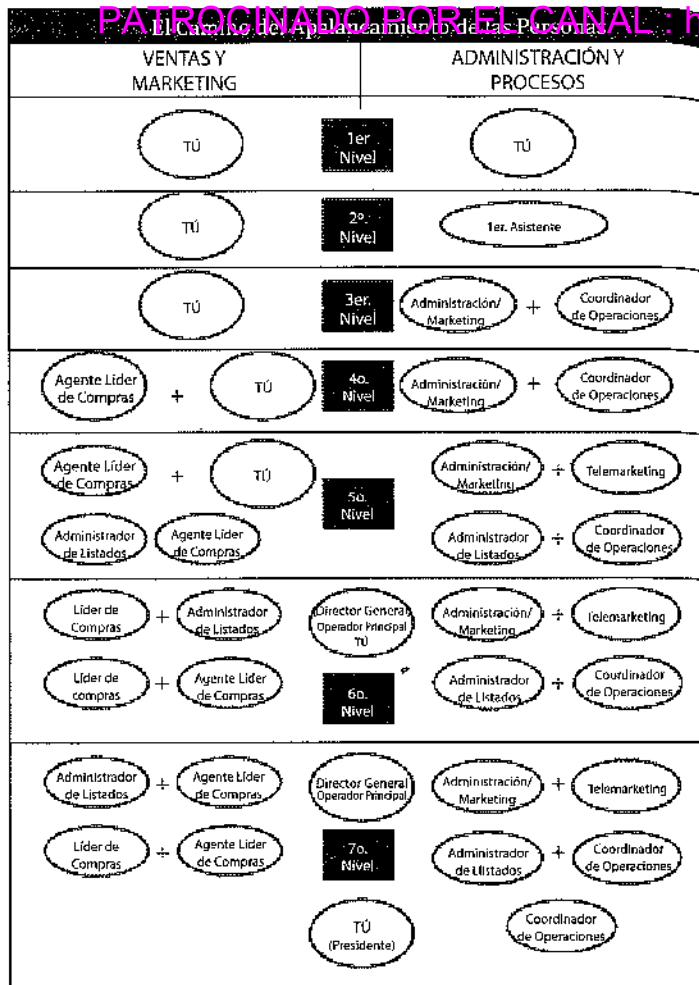 PATROCINADO POR EL CANAL : h
El Camino del Apalancamiento de las Personas
VENTAS Y
MARKETING
ADMINISTRACIÓN Y
PROCESOS
TÚ
1er
Nivel
TÚ
TÚ
2º.
Nivel
1er. Asistente
TÚ
3er.
Nivel
Administración/
Marketing
+
Coordinador
de Operaciones
Agente Líder
de Compras
+
TÚ
4o.
Nivel
Administración/
Marketing
+
Coordinador
de Operaciones
Agente Líder
de Compras
+
TÚ
5o.
Nivel
Administración/
Marketing
+
Telemarketing
Administrador
de Listados
Agente Líder
de Compras
Administrador
de Listados
+
Coordinador
de Operaciones
Líder de
Compras
+
Administrador
de Listados
Director General
Operador Principal
TÚ
Administración/
Marketing
+
Telemarketing
Líder de
compras
+
Agente Líder
de Compras
6o.
Nivel
Administrador
de Listados
+
Coordinador
de Operaciones
Administrador
de Listados
+
Agente Líder
de Compras
Director General
Operador Principal
Administración/
Marketing
+
Telemarketing
Líder de
Compras
+
Agente Líder
de Compras
7o.
Nivel
Administrador
de Ulistados
+
Coordinador
de Operaciones
TÚ
(Presidente)
Coordinador
de Operaciones